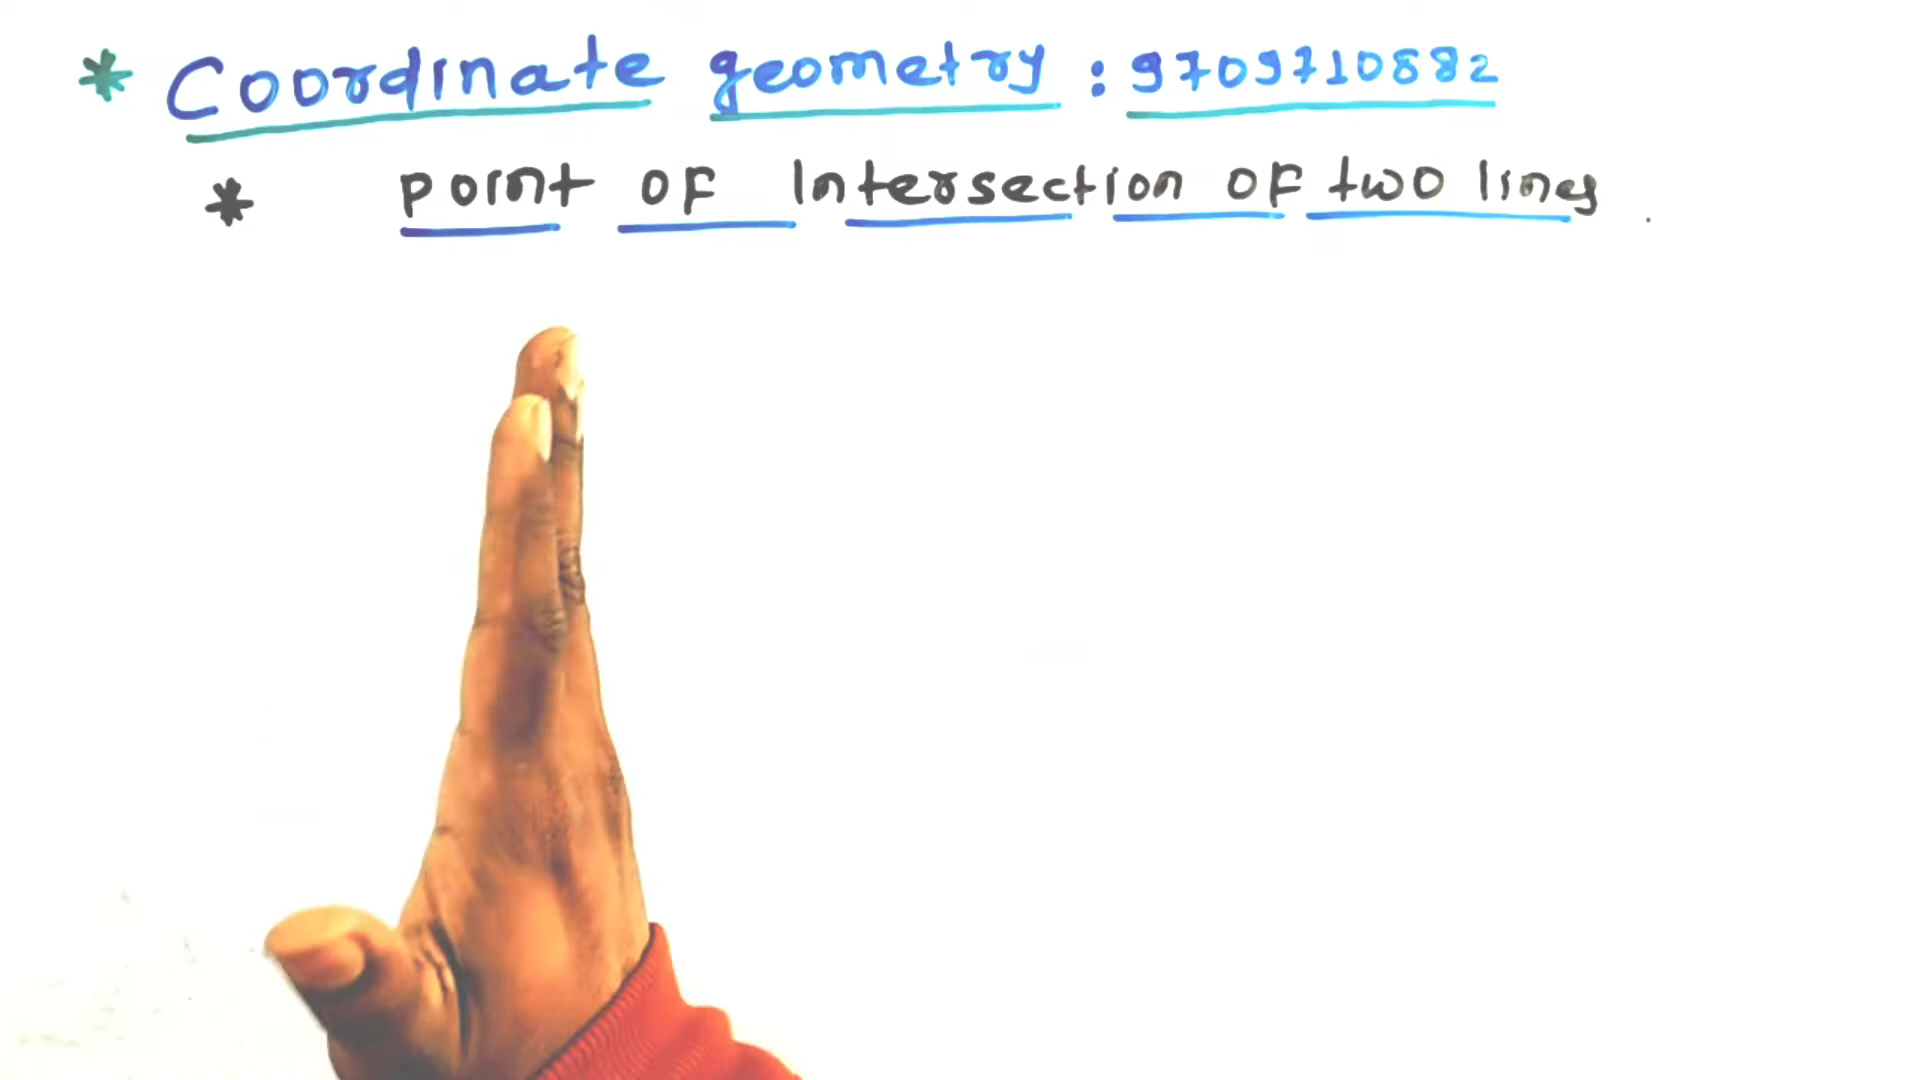 * Coordinate geometry : 9709710882
* point of Intersection of two lines .